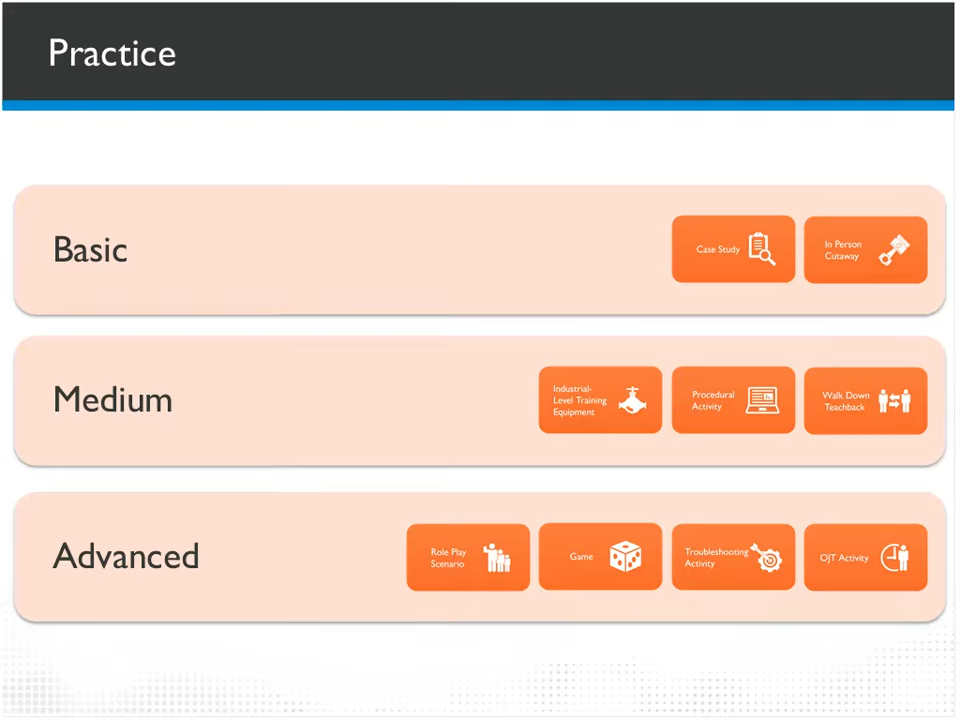 Practice
Basic
Case Study
In Person
Cutaway
Medium
Industrial-
Level Training
Equipment
Procedural
Activity
Walk Down
Teachback
Advanced
Role Play
Scenario
Game
Troubleshooting
Activity
OJT Activity